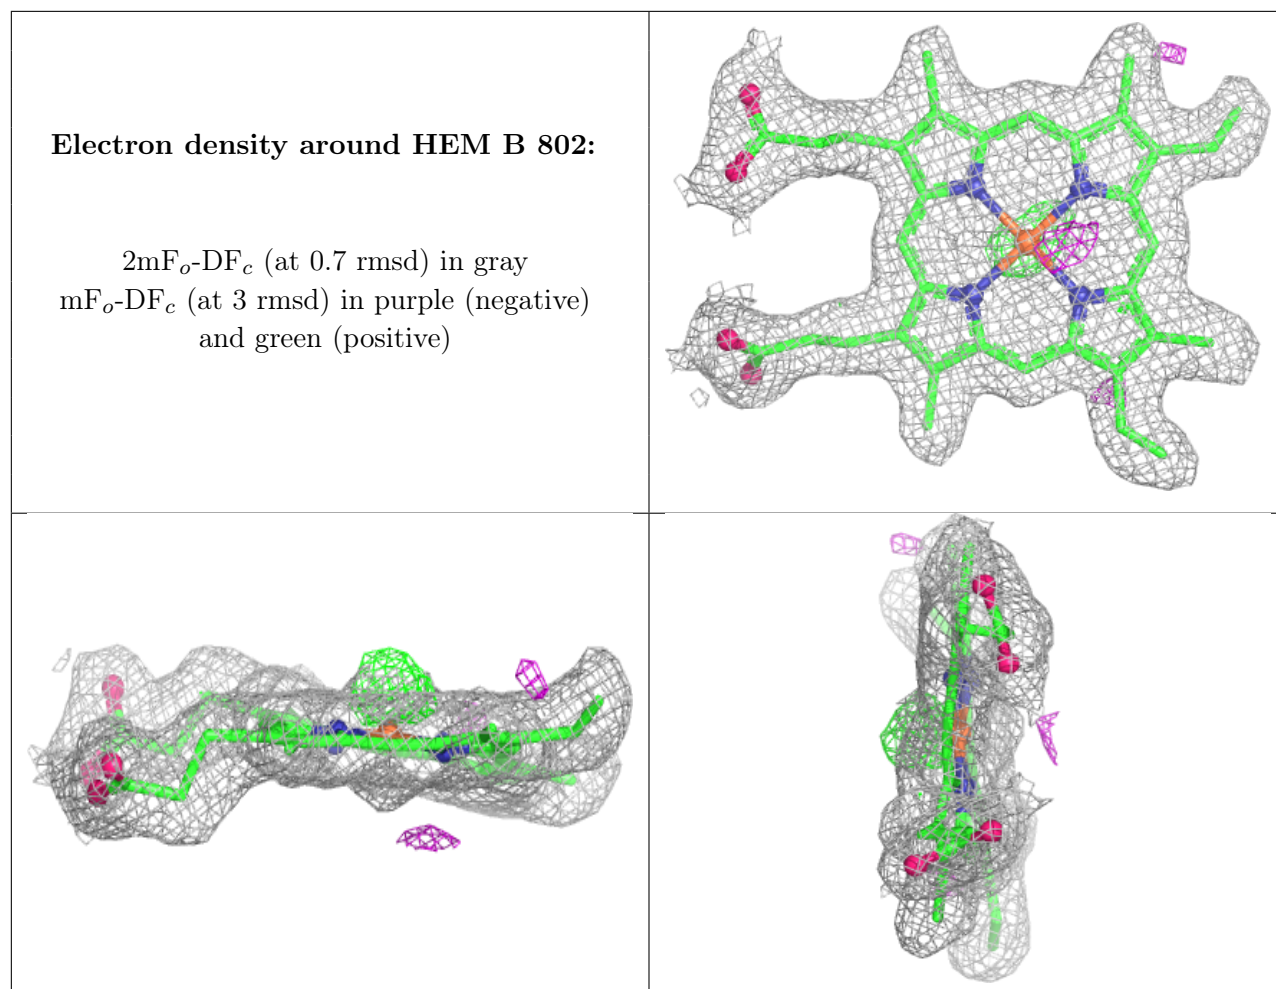 Electron density around HEM B 802:
2mFo-DFc (at 0.7 rmsd) in gray
mFo-DFc (at 3 rmsd) in purple (negative)
and green (positive)